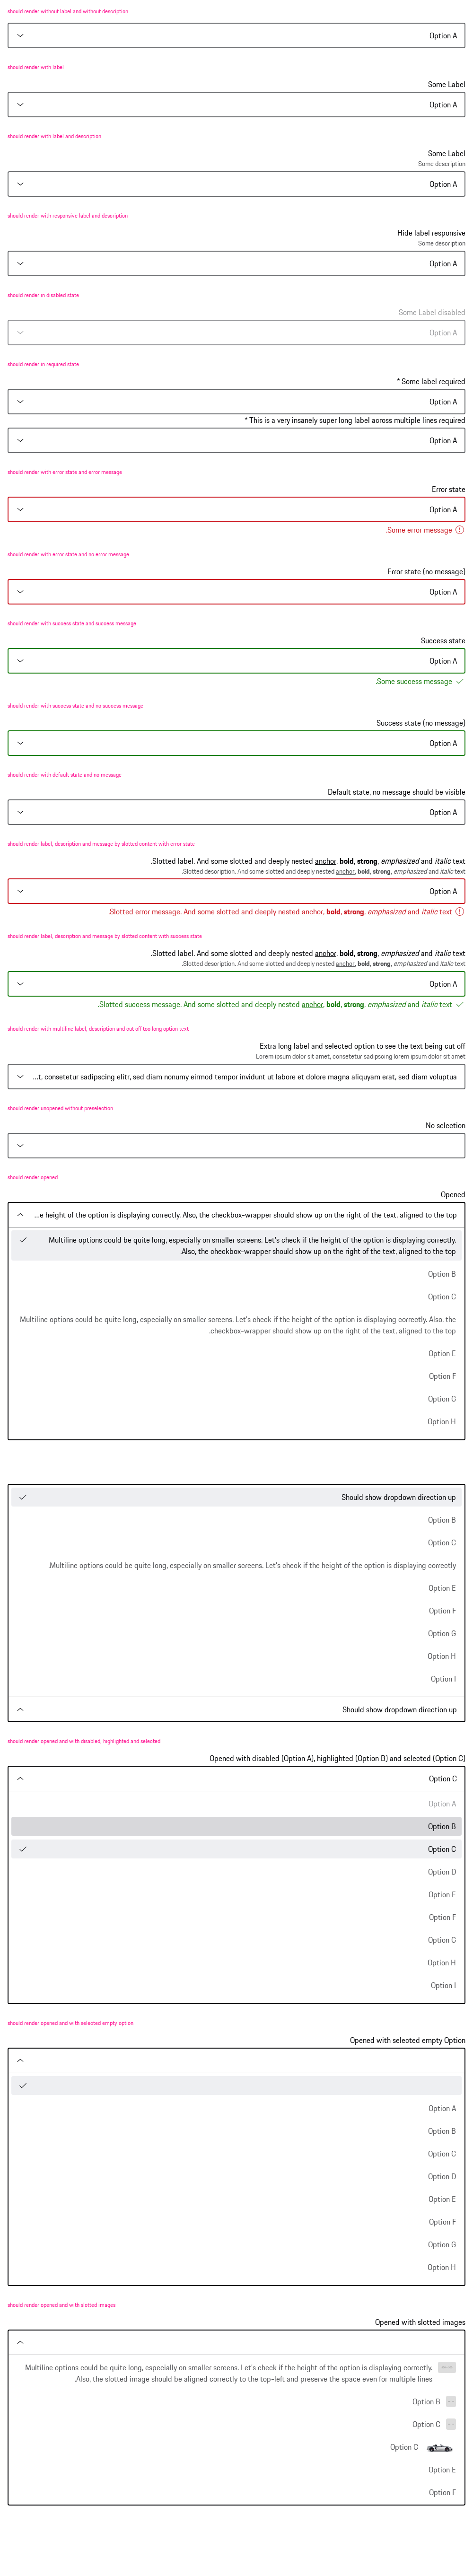 should render without label and without description
Option A
should render with label
Some Label
Option A
should render with label and description
Some Label
Some description
Option A
should render with responsive label and description
Hide label responsive
Some description
Option A
should render in disabled state
Some Label disabled
Option A
should render in required state
* Some label required
Option A
* This is a very insanely super long label across multiple lines required
Option A
should render with error state and error message
Error state
Option A
.Some error message
should render with error state and no error message
Error state (no message)
Option A
should render with success state and success message
Success state
Option A
.Some success message
should render with success state and no success message
Success state (no message)
Option A
should render with default state and no message
Default state, no message should be visible
Option A
should render label, description and message by slotted content with error state
.Slotted label. And some slotted and deeply nested anchor, bold, strong, emphasized and italic text
.Slotted description. And some slotted and deeply nested anchor, bold, strong, emphasized and italic text
Option A
.Slotted error message. And some slotted and deeply nested anchor, bold, strong, emphasized and italic text
should render label, description and message by slotted content with success state
.Slotted label. And some slotted and deeply nested anchor, bold, strong, emphasized and italic text
.Slotted description. And some slotted and deeply nested anchor, bold, strong, emphasized and italic text
Option A
.Slotted success message. And some slotted and deeply nested anchor, bold, strong, emphasized and italic text
should render with multiline label, description and cut off too long option text
Extra long label and selected option to see the text being cut off
Lorem ipsum dolor sit amet, consetetur sadipscing lorem ipsum dolor sit amet
...t, consetetur sadipscing elitr, sed diam nonumy eirmod tempor invidunt ut labore et dolore magna aliquyam erat, sed diam voluptua
should render unopened without preselection
No selection
should render opened
Opened
...e height of the option is displaying correctly. Also, the checkbox-wrapper should show up on the right of the text, aligned to the top
Multiline options could be quite long, especially on smaller screens. Let's check if the height of the option is displaying correctly.
.Also, the checkbox-wrapper should show up on the right of the text, aligned to the top
Option B
Option C
Multiline options could be quite long, especially on smaller screens. Let's check if the height of the option is displaying correctly. Also, the
.checkbox-wrapper should show up on the right of the text, aligned to the top
Option E
Option F
Option G
Option H
Should show dropdown direction up
Option B
Option C
.Multiline options could be quite long, especially on smaller screens. Let's check if the height of the option is displaying correctly
Option E
Option F
Option G
Option H
Option I
Should show dropdown direction up
should render opened and with disabled, highlighted and selected
Opened with disabled (Option A), highlighted (Option B) and selected (Option C)
Option C
Option A
Option B
Option C
Option D
Option E
Option F
Option G
Option H
Option I
should render opened and with selected empty option
Opened with selected empty Option
Option A
Option B
Option C
Option D
Option E
Option F
Option G
Option H
should render opened and with slotted images
Opened with slotted images
Multiline options could be quite long, especially on smaller screens. Let's check if the height of the option is displaying correctly.
.Also, the slotted image should be aligned correctly to the top-left and preserve the space even for multiple lines
Option B
Option C
Option C
Option E
Option F